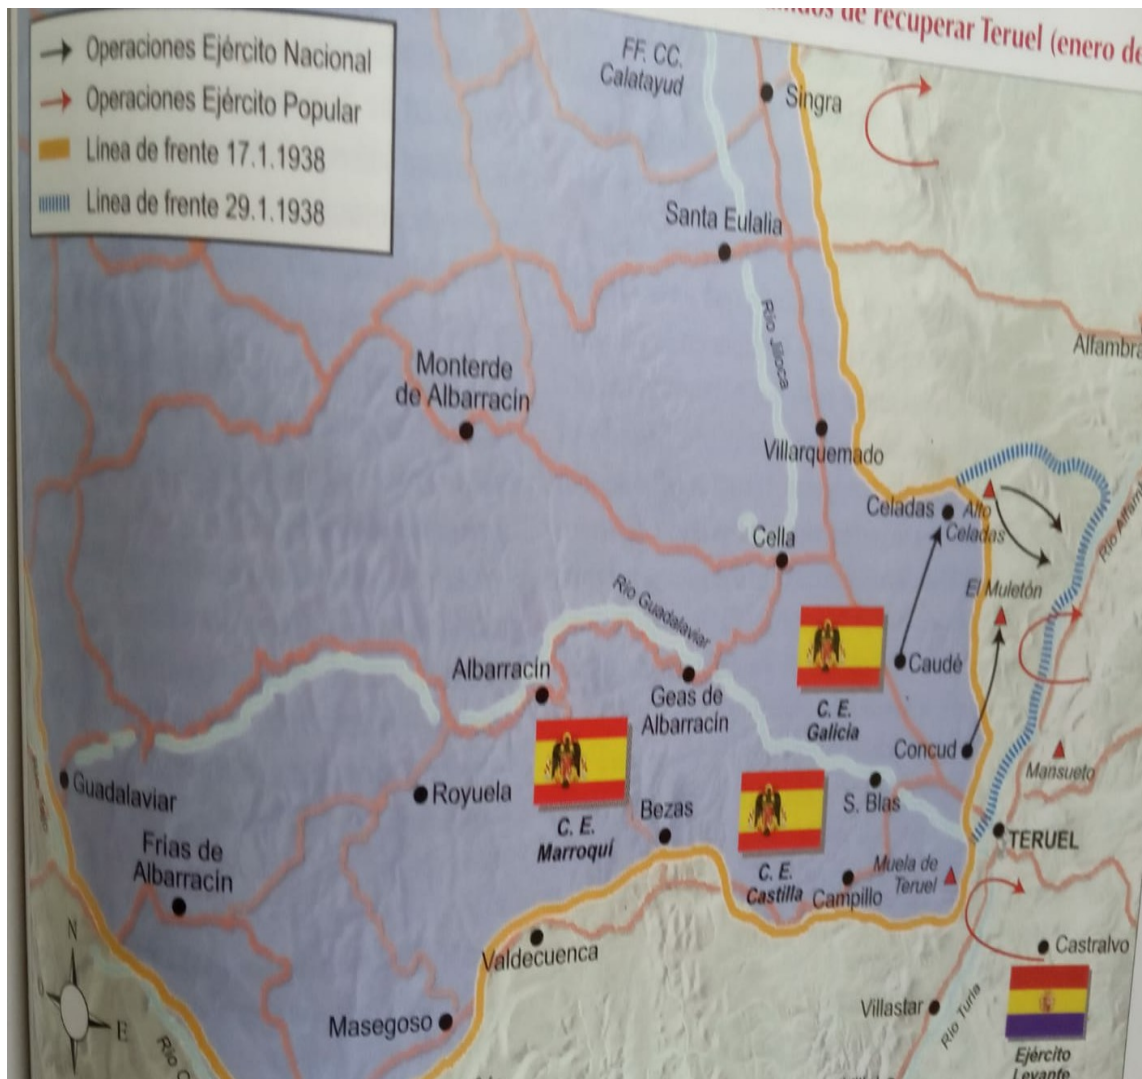 de recuperar Teruel (enero de
Operaciones Ejército Nacional
Operaciones Ejército Popular
Línea de frente 17.1.1938
Línea de frente 29.1.1938
FF. CC.
Calatayud
Singra
Santa Eulalia
Río Jiloca
Alfambra
Monterde
de Albarracín
Villarquemado
Celadas
Alto
Celadas
Cella
El Muletón
Río Guadalaviar
Albarracín
Geas de
Albarracín
C. E.
Galicia
Caudé
Concud
Mansueto
Guadalaviar
Royuela
C. E.
Marroquí
Bezas
S. Blas
TERUEL
Frías de
Albarracín
C. E.
Castilla
Campillo
Muela de
Teruel
N
E
Valdecuenca
Castralvo
Masegoso
Villastar
Río Turia
Río
Ejército
Levante